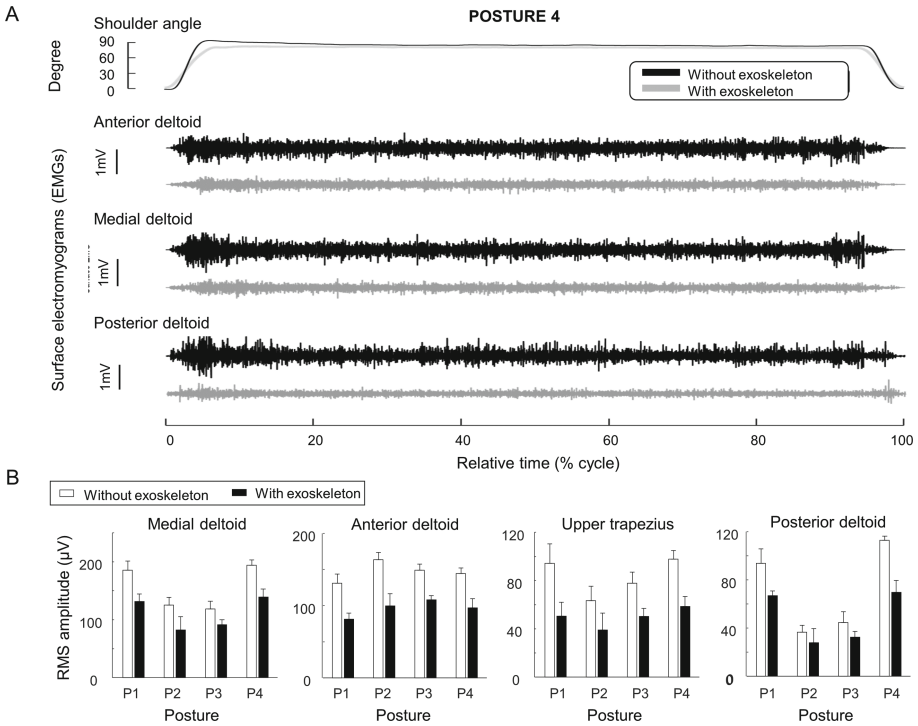 A
POSTURE 4
Shoulder angle
Degree
90
60
30
0
Without exoskeleton
With exoskeleton
Surface electromyograms (EMGs)
Anterior deltoid
1mV
Medial deltoid
1mV
Posterior deltoid
1mV
0 20 40 60 80 100
Relative time (% cycle)
B
Without exoskeleton With exoskeleton
RMS amplitude (µV)
Medial deltoid
200
100
0
P1 P2 P3 P4
Posture
Anterior deltoid
200
100
0
P1 P2 P3 P4
Posture
Upper trapezius
120
80
40
0
P1 P2 P3 P4
Posture
Posterior deltoid
120
80
40
0
P1 P2 P3 P4
Posture